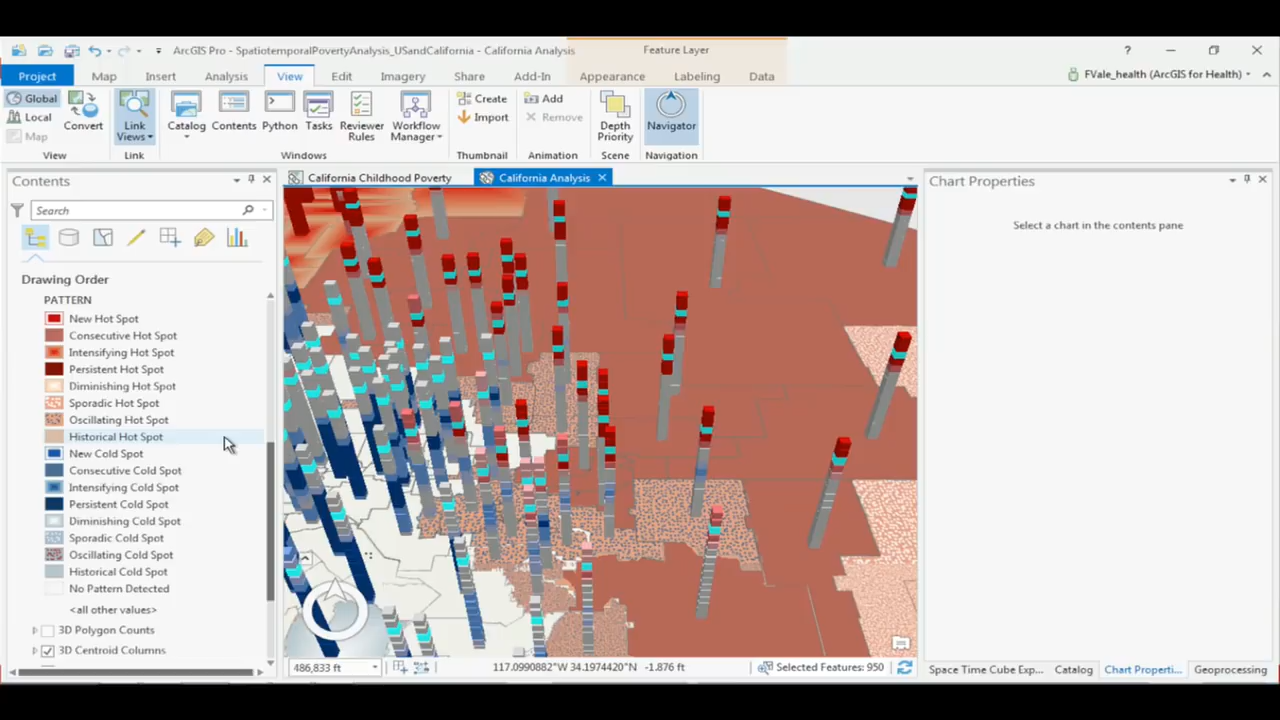 ArcGIS Pro - SpatiotemporalPovertyAnalysis_USandCalifornia - California Analysis
Feature Layer
?
Project Map Insert Analysis View Edit Imagery Share Add-In Appearance Labeling Data
FVale_health (ArcGIS for Health)
Global
Local
Map
Convert
Link Views
Catalog
Contents
Python
Tasks
Reviewer Rules
Workflow Manager
Create
Import
Add
Remove
Depth Priority
Navigator
View Link Windows Thumbnail Animation Scene Navigation
Contents
Search
Drawing Order
PATTERN
New Hot Spot
Consecutive Hot Spot
Intensifying Hot Spot
Persistent Hot Spot
Diminishing Hot Spot
Sporadic Hot Spot
Oscillating Hot Spot
Historical Hot Spot
New Cold Spot
Consecutive Cold Spot
Intensifying Cold Spot
Persistent Cold Spot
Diminishing Cold Spot
Sporadic Cold Spot
Oscillating Cold Spot
Historical Cold Spot
No Pattern Detected
<all other values>
3D Polygon Counts
3D Centroid Columns
California Childhood Poverty
California Analysis
486,833 ft
117.0990882°W 34.1974420°N -1.876 ft
Selected Features: 950
Chart Properties
Select a chart in the contents pane
Space Time Cube Exp...
Catalog
Chart Properti...
Geoprocessing